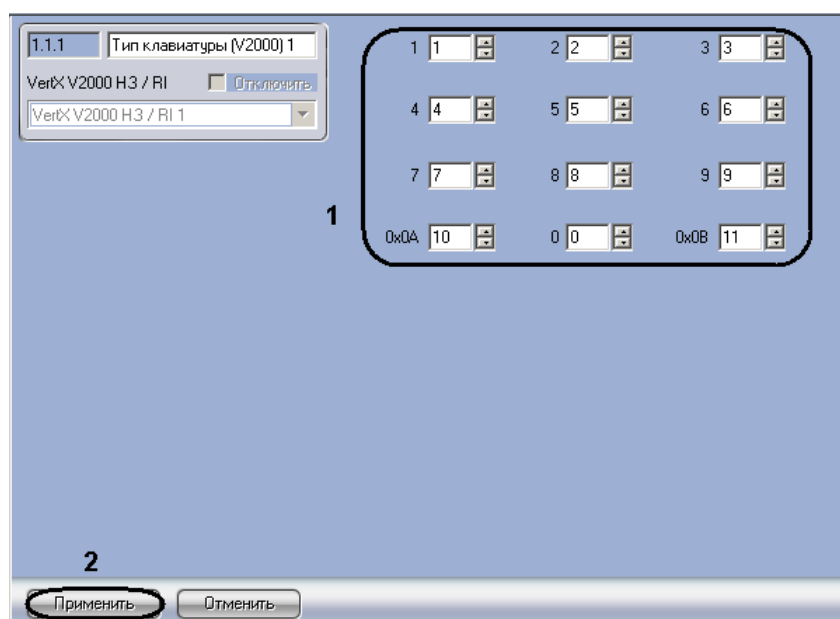 1.1.1 Тип клавиатуры (V2000) 1
VertX V2000 H3 / RI Отключить
VertX V2000 H3 / RI 1
1 1 2 2 3 3
4 4 5 5 6 6
7 7 8 8 9 9
1
0x0A 10 0 0 0x0B 11
2
Применить Отменить